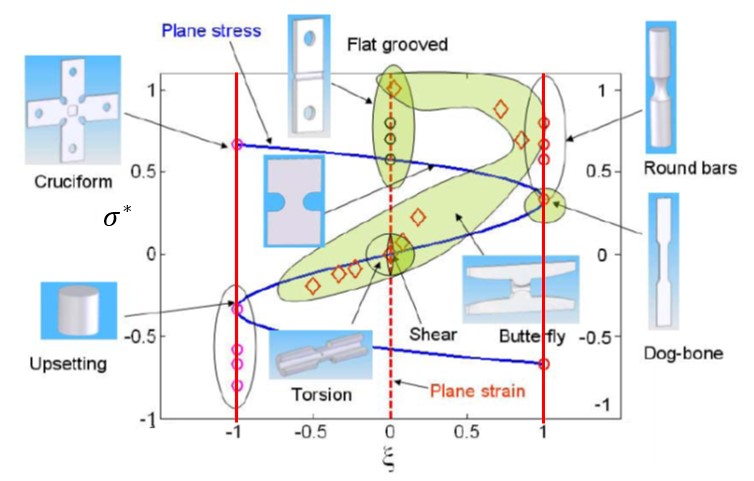 Plane stress
Flat grooved
Cruciform
Round bars
σ*
Upsetting
Torsion
Shear
Butterfly
Dog-bone
Plane strain
1
0.5
0
-0.5
-1
1
0.5
0
-0.5
-1
-1
-0.5
0
0.5
1
ξ